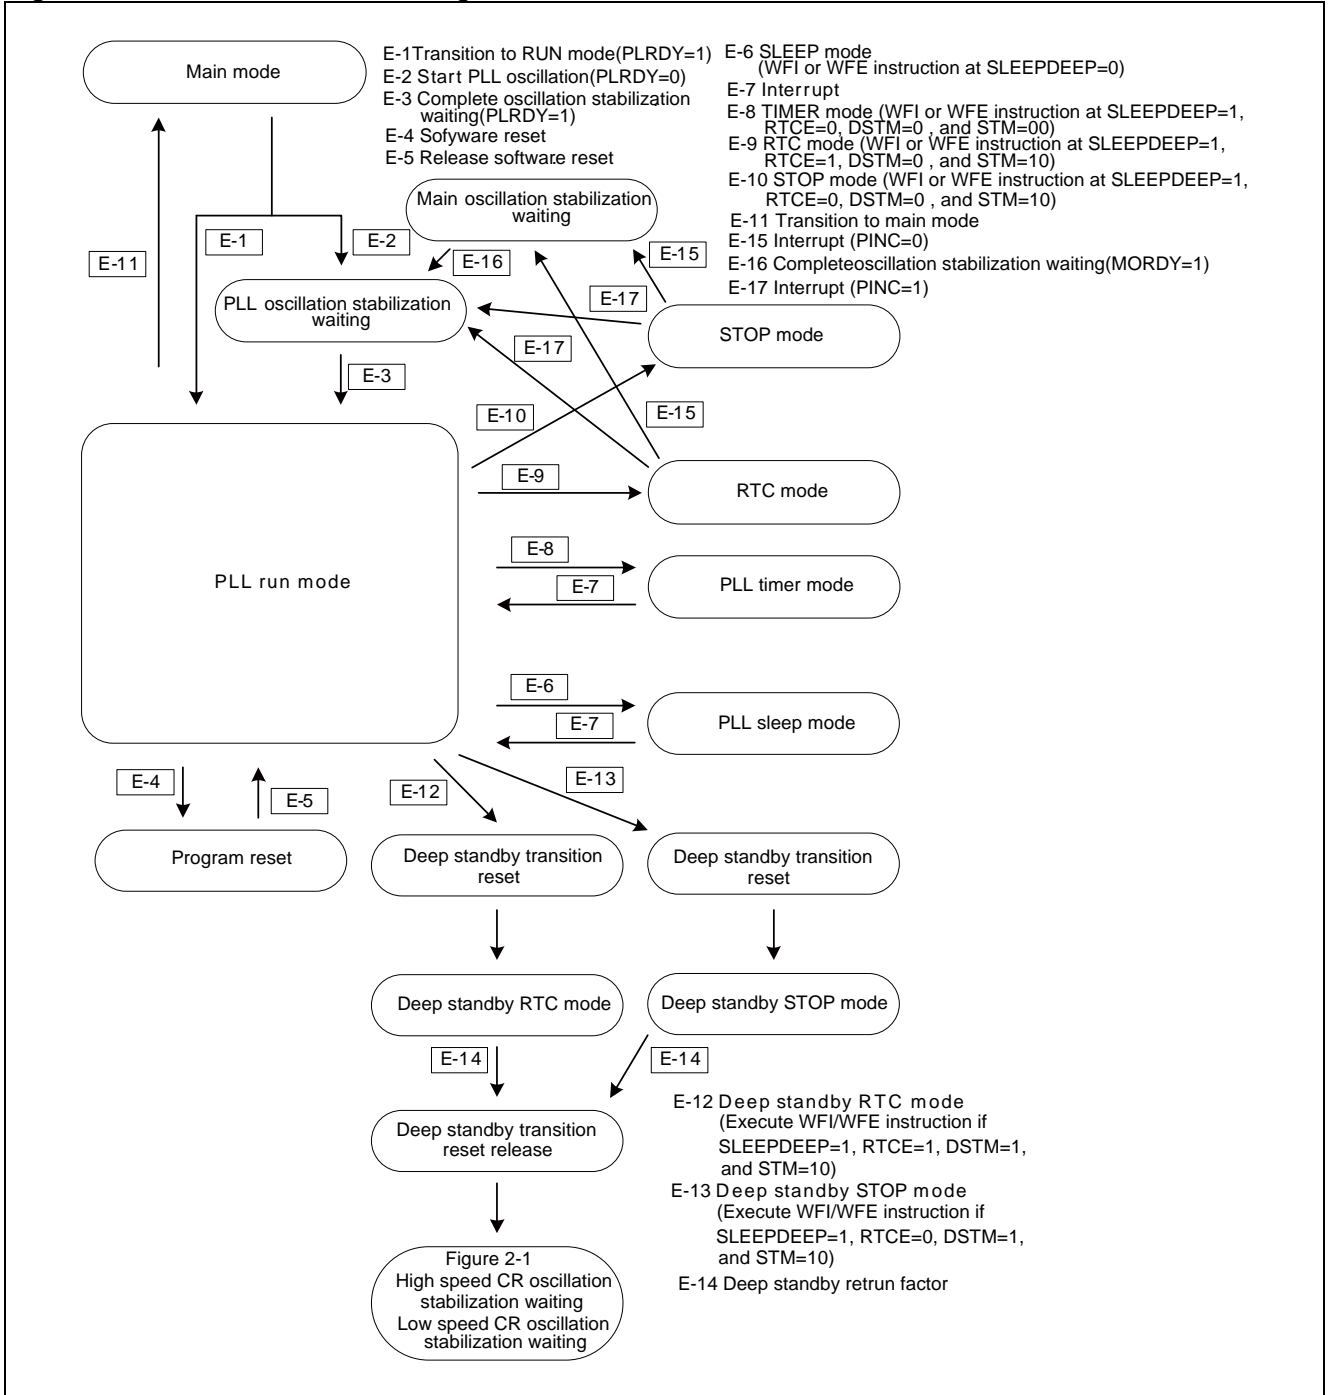 Main mode
E-1Transition to RUN mode(PLRDY=1)
E-2 Start PLL oscillation(PLRDY=0)
E-3 Complete oscillation stabilization
waiting(PLRDY=1)
E-4 Sofyware reset
E-5 Release software reset
E-6 SLEEP mode
(WFI or WFE instruction at SLEEPDEEP=0)
E-7 Interrupt
E-8 TIMER mode (WFI or WFE instruction at SLEEPDEEP=1,
RTCE=0, DSTM=0 , and STM=00)
E-9 RTC mode (WFI or WFE instruction at SLEEPDEEP=1,
RTCE=1, DSTM=0 , and STM=10)
E-10 STOP mode (WFI or WFE instruction at SLEEPDEEP=1,
RTCE=0, DSTM=0 , and STM=10)
E-11 Transition to main mode
E-15 Interrupt (PINC=0)
E-16 Completeoscillation stabilization waiting(MORDY=1)
E-17 Interrupt (PINC=1)
Main oscillation stabilization
waiting
E-11
E-1
E-2
E-16
E-15
PLL oscillation stabilization
waiting
E-17
STOP mode
E-17
E-3
E-10
E-15
E-9
RTC mode
PLL run mode
E-8
E-7
PLL timer mode
E-6
E-7
PLL sleep mode
E-4
E-5
E-12
E-13
Program reset
Deep standby transition
reset
Deep standby transition
reset
Deep standby RTC mode
Deep standby STOP mode
E-14
E-14
Deep standby transition
reset release
E-12 Deep standby RTC mode
(Execute WFI/WFE instruction if
SLEEPDEEP=1, RTCE=1, DSTM=1,
and STM=10)
E-13 Deep standby STOP mode
(Execute WFI/WFE instruction if
SLEEPDEEP=1, RTCE=0, DSTM=1,
and STM=10)
E-14 Deep standby retrun factor
Figure 2-1
High speed CR oscillation
stabilization waiting
Low speed CR oscillation
stabilization waiting